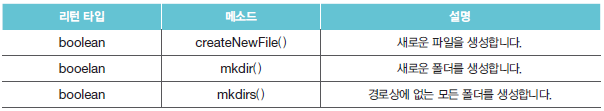 리턴 타입 메소드 설명
boolean createNewFile() 새로운 파일을 생성합니다.
booelan mkdir() 새로운 폴더를 생성합니다.
boolean mkdirs() 경로상에 없는 모든 폴더를 생성합니다.